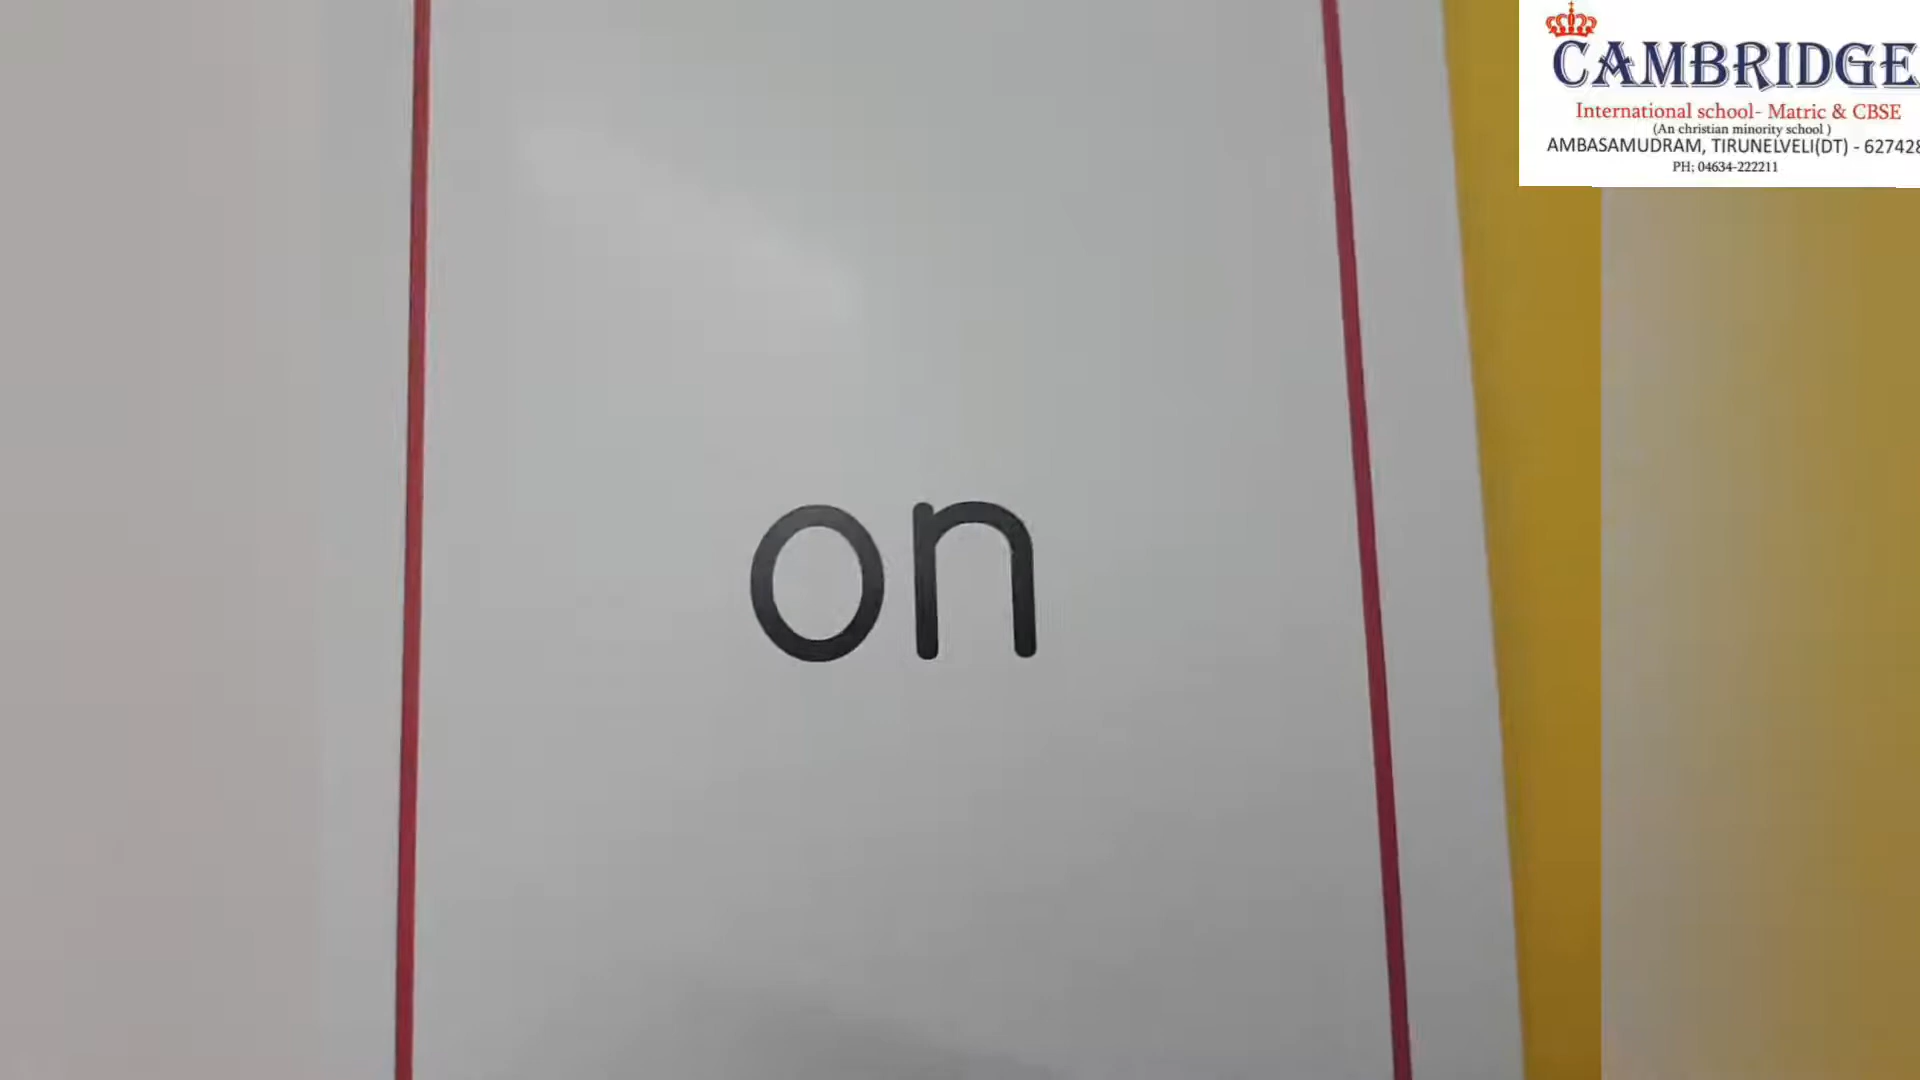 CAMBRIDGE
International school- Matric & CBSE
(An christian minority school )
AMBASAMUDRAM, TIRUNELVELI(DT) - 627428
PH; 04634-222211
on